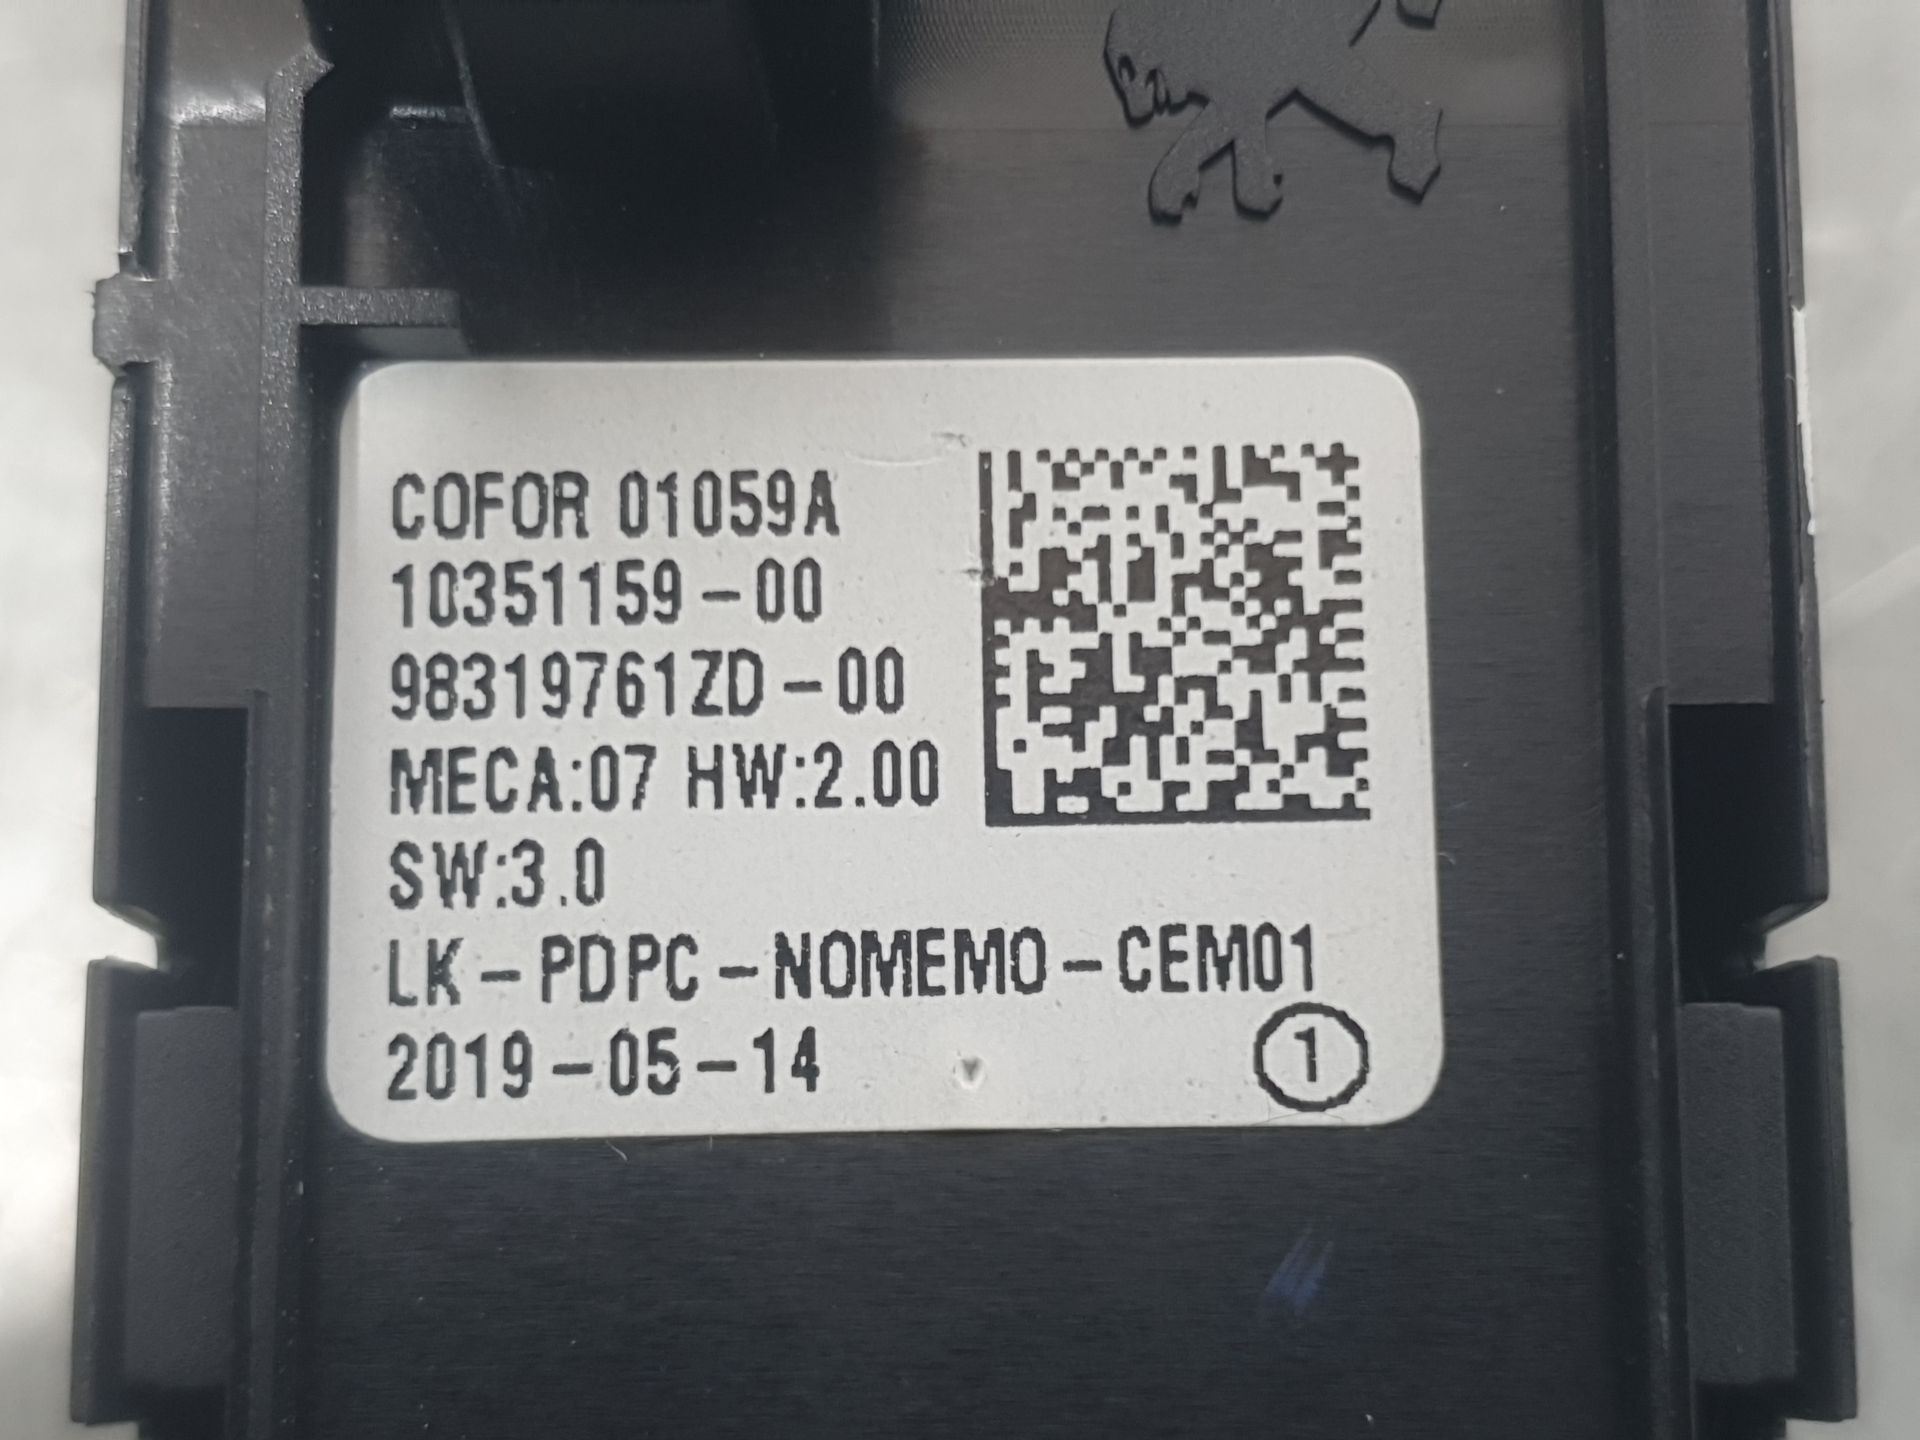 COFOR 01059A
10351159-00
98319761ZD-00
MECA:07 HW:2.00
SW:3.0
LK-PDPC-NOMEMO-CEM01
2019-05-14
1